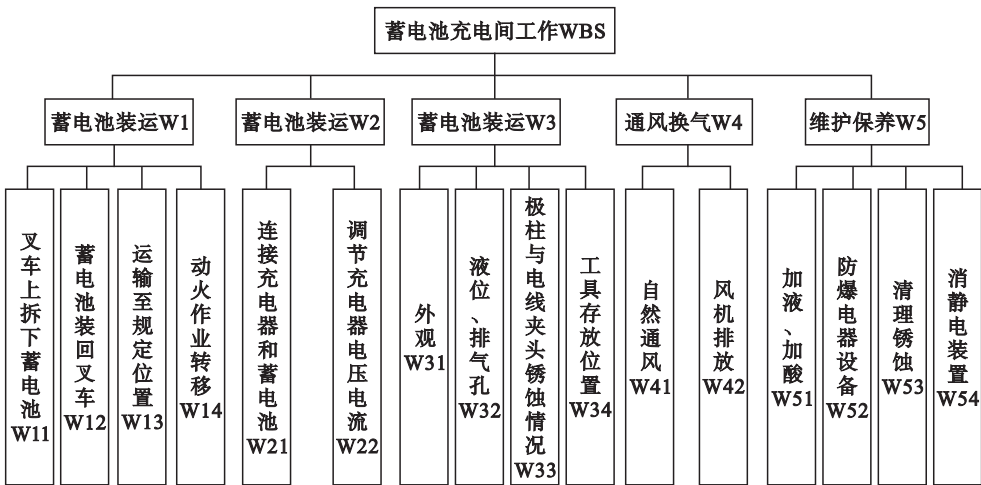 蓄电池充电间工作WBS
蓄电池装运W1
蓄电池装运W2
蓄电池装运W3
通风换气W4
维护保养W5
叉车上拆下蓄电池W11
蓄电池装回叉车W12
运输至规定位置W13
动火作业转移W14
连接充电器和蓄电池W21
调节充电器电压电流W22
外观W31
液位、排气孔W32
极柱与电线夹头锈蚀情况W33
工具存放位置W34
自然通风W41
风机排放W42
加液、加酸W51
防爆电器设备W52
清理锈蚀W53
消静电装置W54